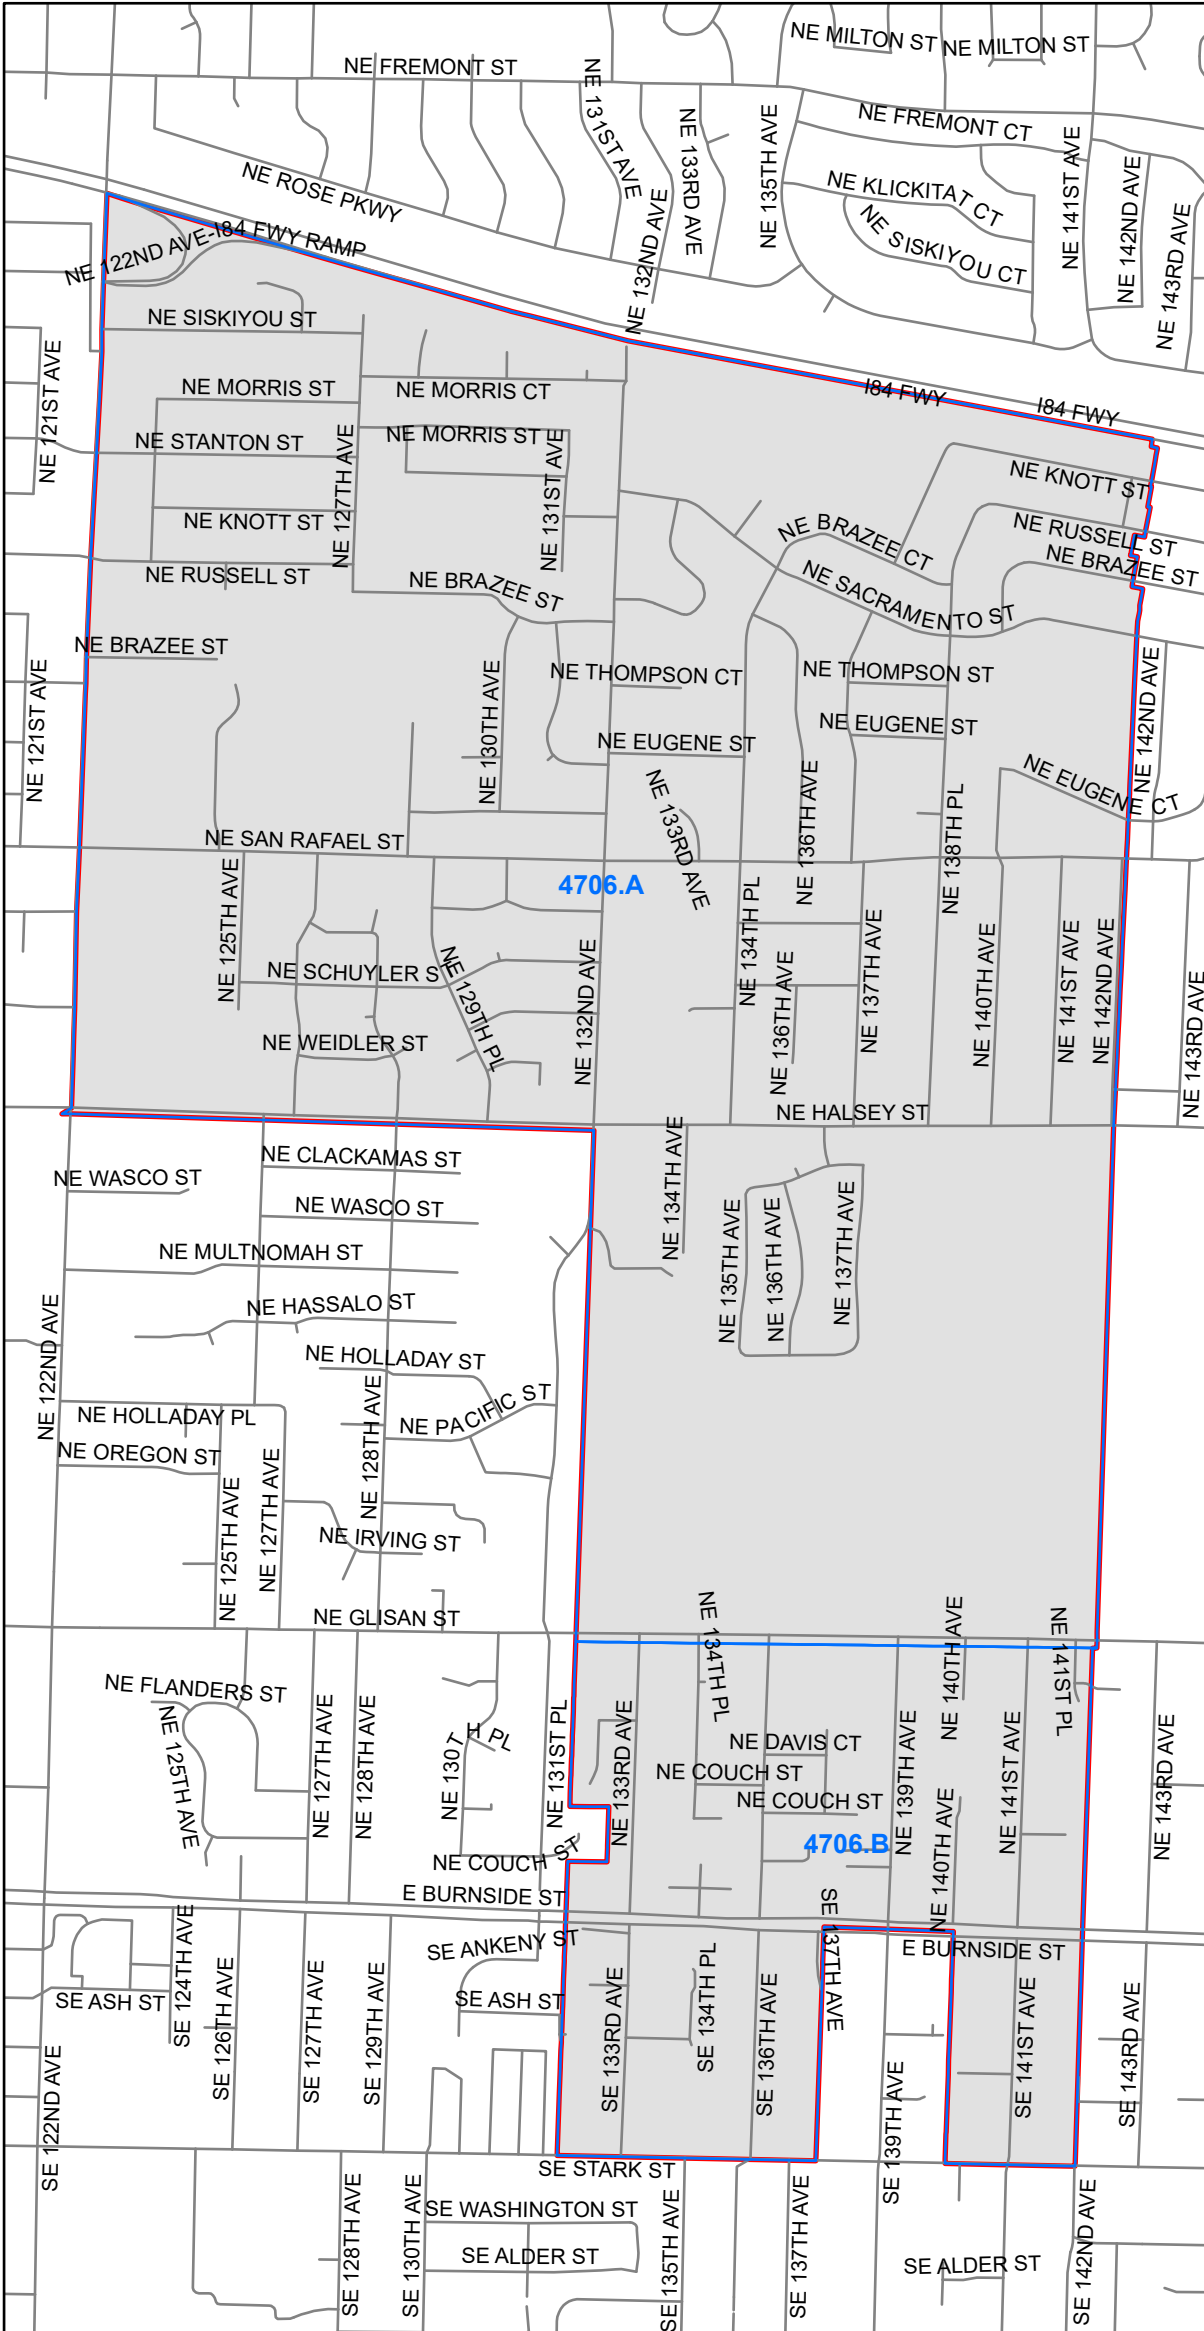 NE MILTON ST
NE MILTON ST
NE FREMONT ST
NE 131ST AVE
NE 133RD AVE
NE 135TH AVE
NE FREMONT CT
NE 141ST AVE
NE 142ND AVE
NE ROSE PKWY
NE 132ND AVE
NE KLICKITAT CT
NE SISKIYOU CT
NE 143RD AVE
NE 122ND AVE-I84 FWY RAMP
NE SISKIYOU ST
NE 121ST AVE
NE MORRIS ST
NE MORRIS CT
I84 FWY
I84 FWY
NE STANTON ST
NE MORRIS ST
NE 127TH AVE
NE 131ST AVE
NE KNOTT ST
NE KNOTT ST
NE BRAZEE CT
NE RUSSELL ST
NE BRAZEE ST
NE RUSSELL ST
NE BRAZEE ST
NE SACRAMENTO ST
NE BRAZEE ST
NE 121ST AVE
NE 130TH AVE
NE THOMPSON CT
NE THOMPSON ST
NE 142ND AVE
NE EUGENE ST
NE EUGENE ST
NE EUGENE CT
NE 133RD AVE
NE 136TH AVE
NE 138TH PL
NE SAN RAFAEL ST
4706.A
NE 125TH AVE
NE 134TH PL
NE 137TH AVE
NE 140TH AVE
NE 141ST AVE
NE 142ND AVE
NE 143RD AVE
NE SCHUYLER S
NE 129TH PL
NE 132ND AVE
NE 136TH AVE
NE WEIDLER ST
NE HALSEY ST
NE CLACKAMAS ST
NE WASCO ST
NE WASCO ST
NE 134TH AVE
NE 135TH AVE
NE 136TH AVE
NE 137TH AVE
NE MULTNOMAH ST
NE HASSALO ST
NE 122ND AVE
NE HOLLADAY ST
NE HOLLADAY PL
NE 128TH AVE
NE PACIFIC ST
NE OREGON ST
NE 125TH AVE
NE 127TH AVE
NE IRVING ST
NE GLISAN ST
NE 134TH PL
NE 140TH AVE
NE 141ST PL
NE FLANDERS ST
NE 125TH AVE
NE 127TH AVE
NE 128TH AVE
NE 130T
H PL
NE 131ST PL
NE 133RD AVE
NE DAVIS CT
NE COUCH ST
NE COUCH ST
NE 139TH AVE
NE 141ST AVE
NE 143RD AVE
4706.B
NE 140TH AVE
NE COUCH ST
E BURNSIDE ST
SE 124TH AVE
SE ANKENY ST
SE 137TH AVE
E BURNSIDE ST
SE ASH ST
SE 126TH AVE
SE 127TH AVE
SE 129TH AVE
SE ASH ST
SE 133RD AVE
SE 134TH PL
SE 136TH AVE
SE 141ST AVE
SE 143RD AVE
SE 122ND AVE
SE 139TH AVE
SE STARK ST
SE 128TH AVE
SE 130TH AVE
SE WASHINGTON ST
SE ALDER ST
SE 135TH AVE
SE 137TH AVE
SE ALDER ST
SE 142ND AVE